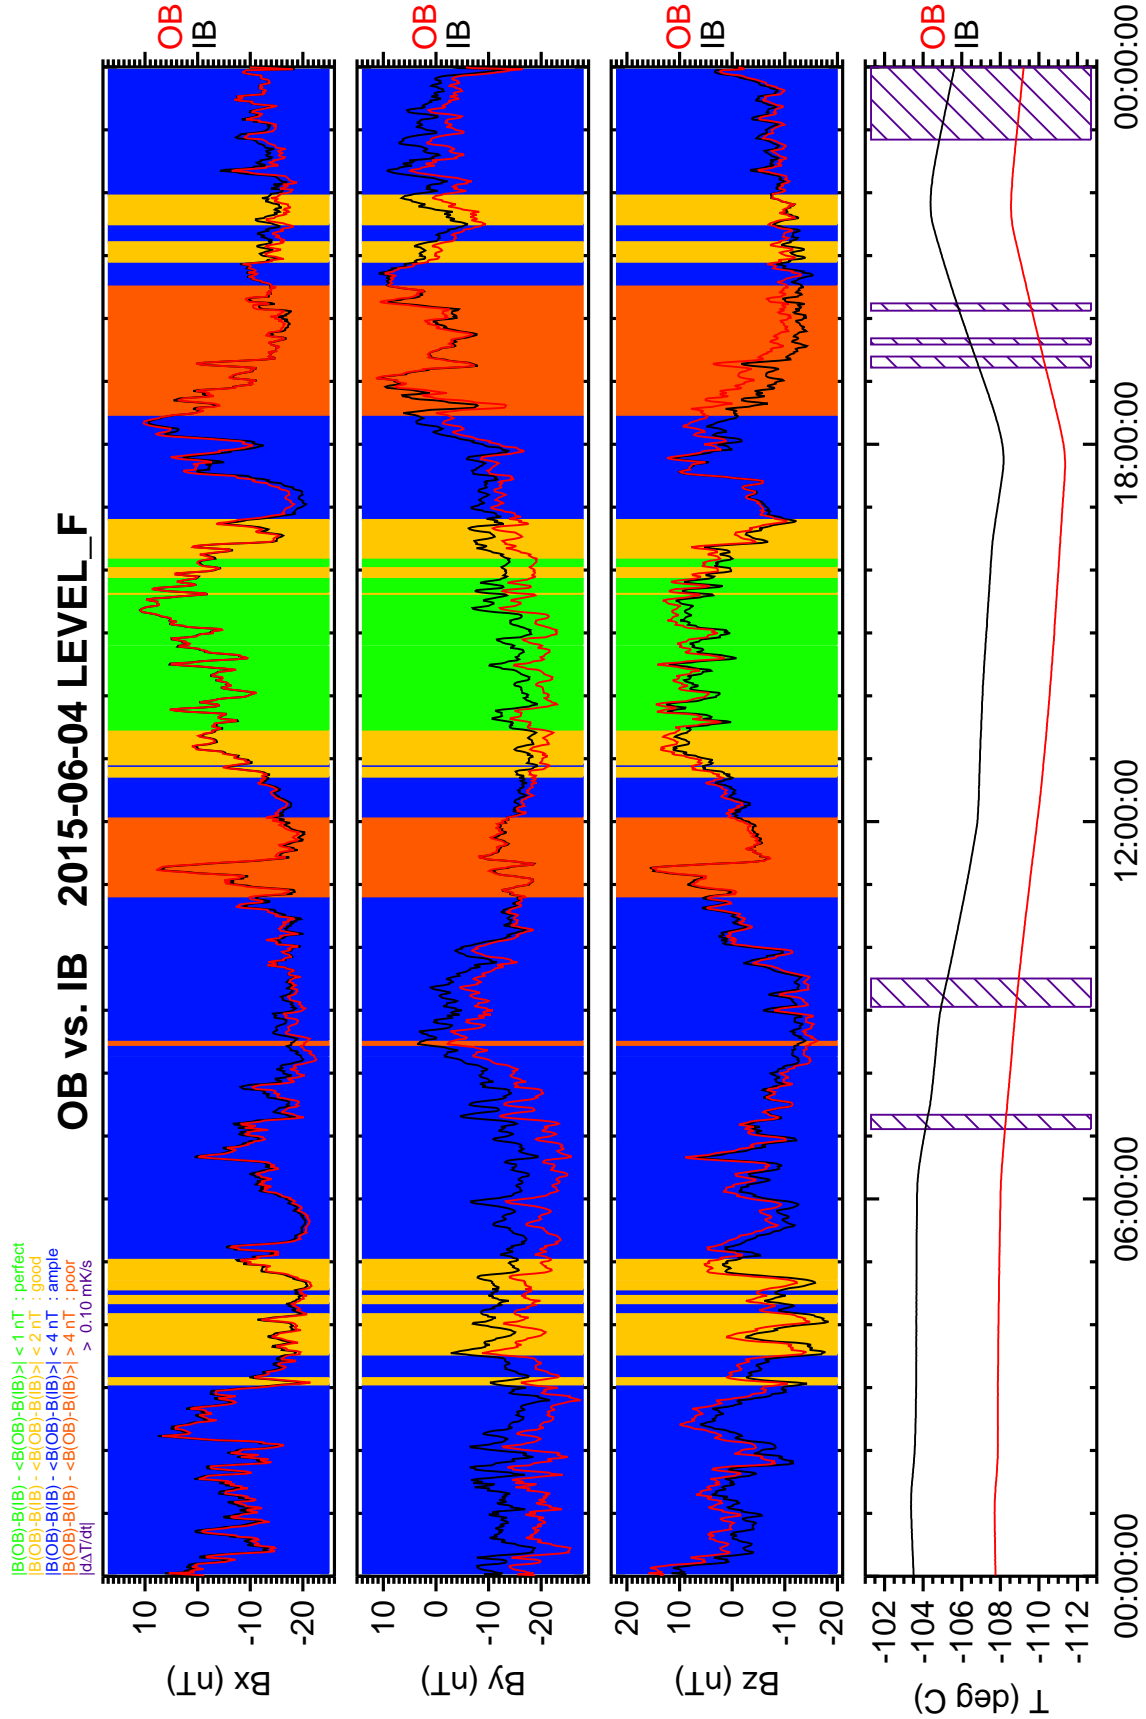 OB vs. IB    2015-06-04 LEVEL_F
|B(OB)-B(IB) - <B(OB)-B(IB)>| < 1 nT : perfect
|B(OB)-B(IB) - <B(OB)-B(IB)>| < 2 nT : good
|B(OB)-B(IB) - <B(OB)-B(IB)>| < 4 nT : ample
|B(OB)-B(IB) - <B(OB)-B(IB)>| > 4 nT : poor
|dΔT/dt| > 0.10 mK/s
Bx (nT)
10
0
-10
-20
OB
IB
By (nT)
10
0
-10
-20
OB
IB
Bz (nT)
20
10
0
-10
-20
OB
IB
T (deg C)
-102
-104
-106
-108
-110
-112
OB
IB
00:00:00 06:00:00 12:00:00 18:00:00 00:00:00